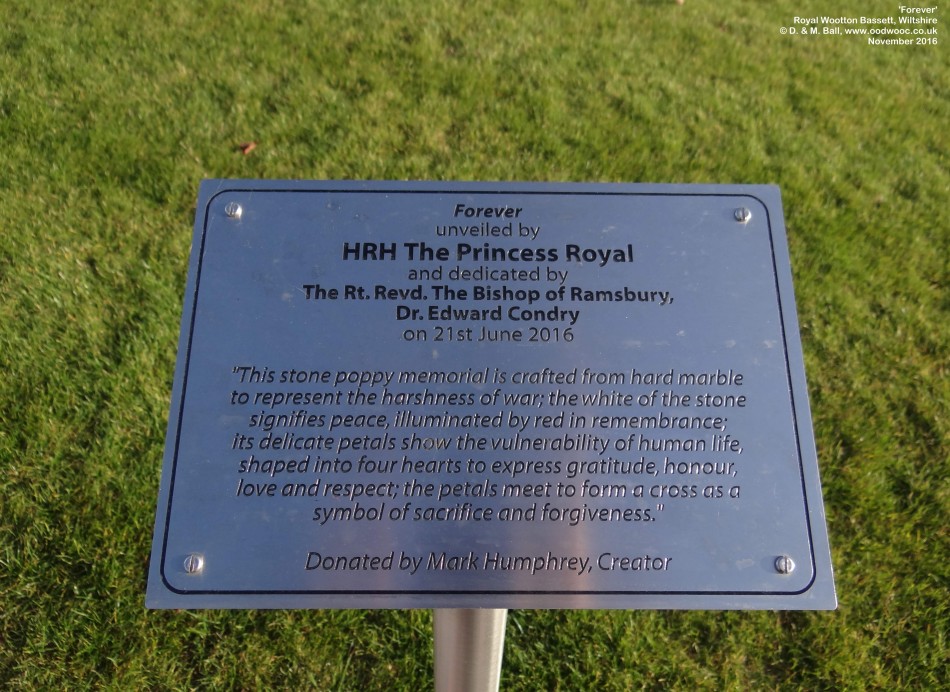 'Forever'
Royal Wootton Bassett, Wiltshire
© D. & M. Ball, www.oodwooc.co.uk
November 2016
Forever
unveiled by
HRH The Princess Royal
and dedicated by
The Rt. Revd. The Bishop of Ramsbury,
Dr. Edward Condry
on 21st June 2016
"This stone poppy memorial is crafted from hard marble
to represent the harshness of war; the white of the stone
signifies peace, illuminated by red in remembrance;
its delicate petals show the vulnerability of human life,
shaped into four hearts to express gratitude, honour,
love and respect; the petals meet to form a cross as a
symbol of sacrifice and forgiveness."
Donated by Mark Humphrey, Creator